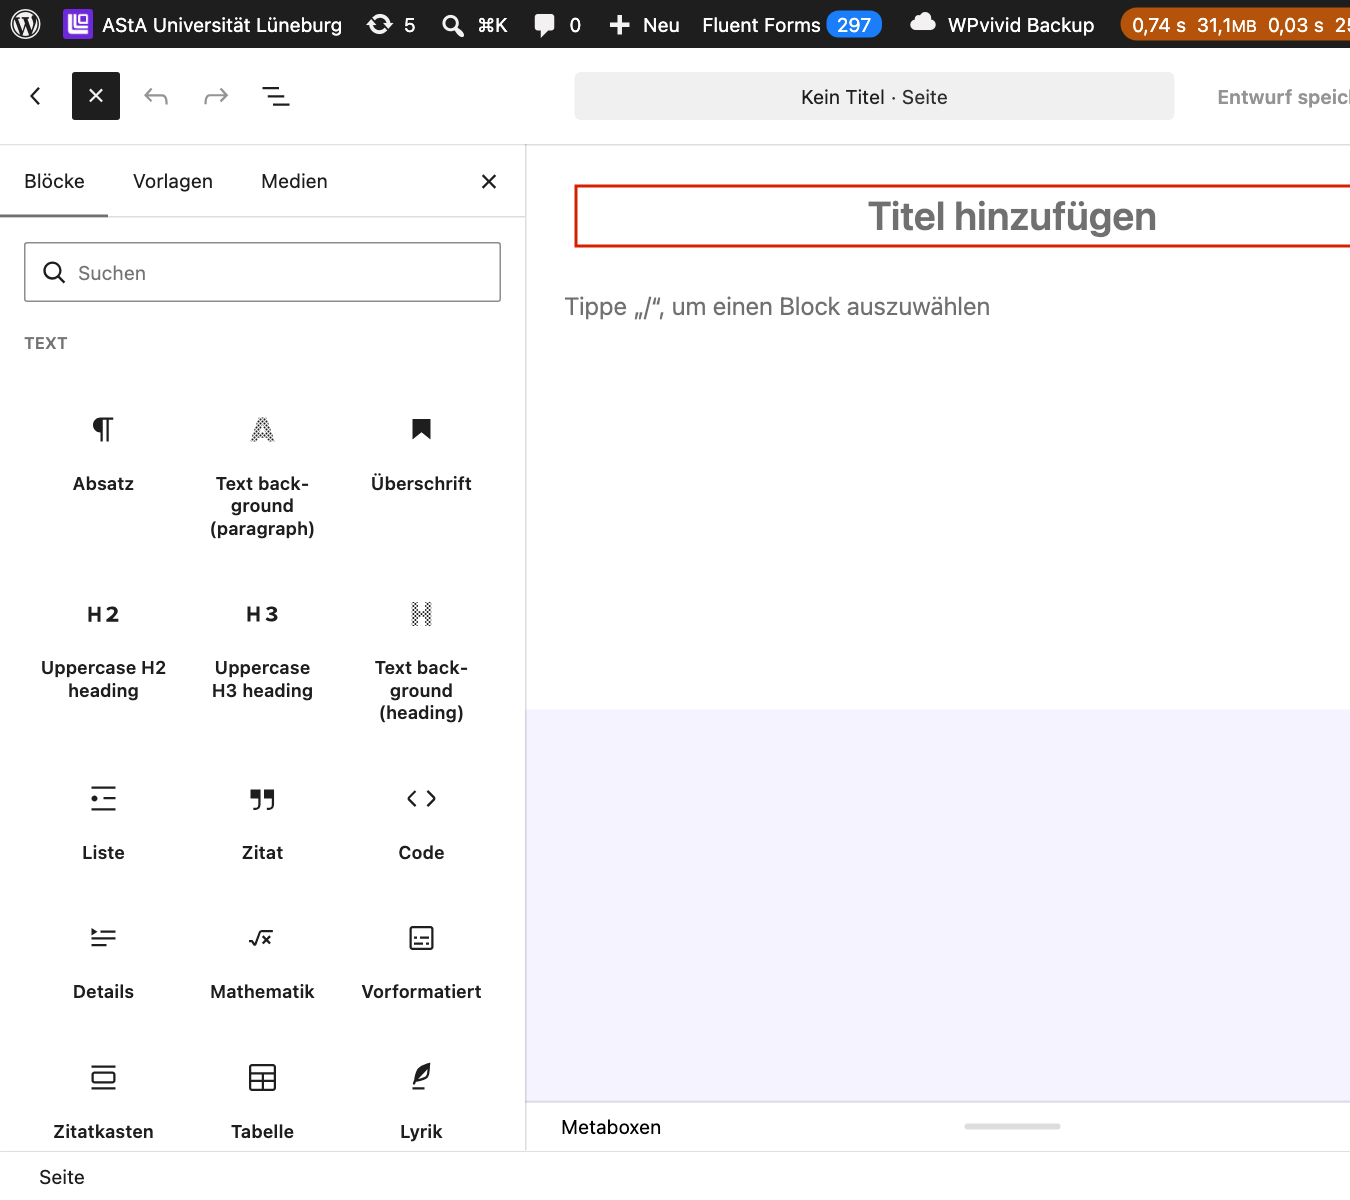 AStA Universität Lüneburg 5 ⌘K 0 Neu Fluent Forms 297 WPvivid Backup 0,74 s 31,1MB 0,03 s
Kein Titel · Seite
Entwurf
Blöcke Vorlagen Medien
Titel hinzufügen
Suchen
Tippe „/“, um einen Block auszuwählen
TEXT
Absatz
Text back-
ground
(paragraph)
Überschrift
H2
Uppercase H2
heading
H3
Uppercase
H3 heading
H
Text back-
ground
(heading)
Liste
Zitat
Code
Details
Mathematik
Vorformatiert
Zitatkasten
Tabelle
Lyrik
Metaboxen
Seite